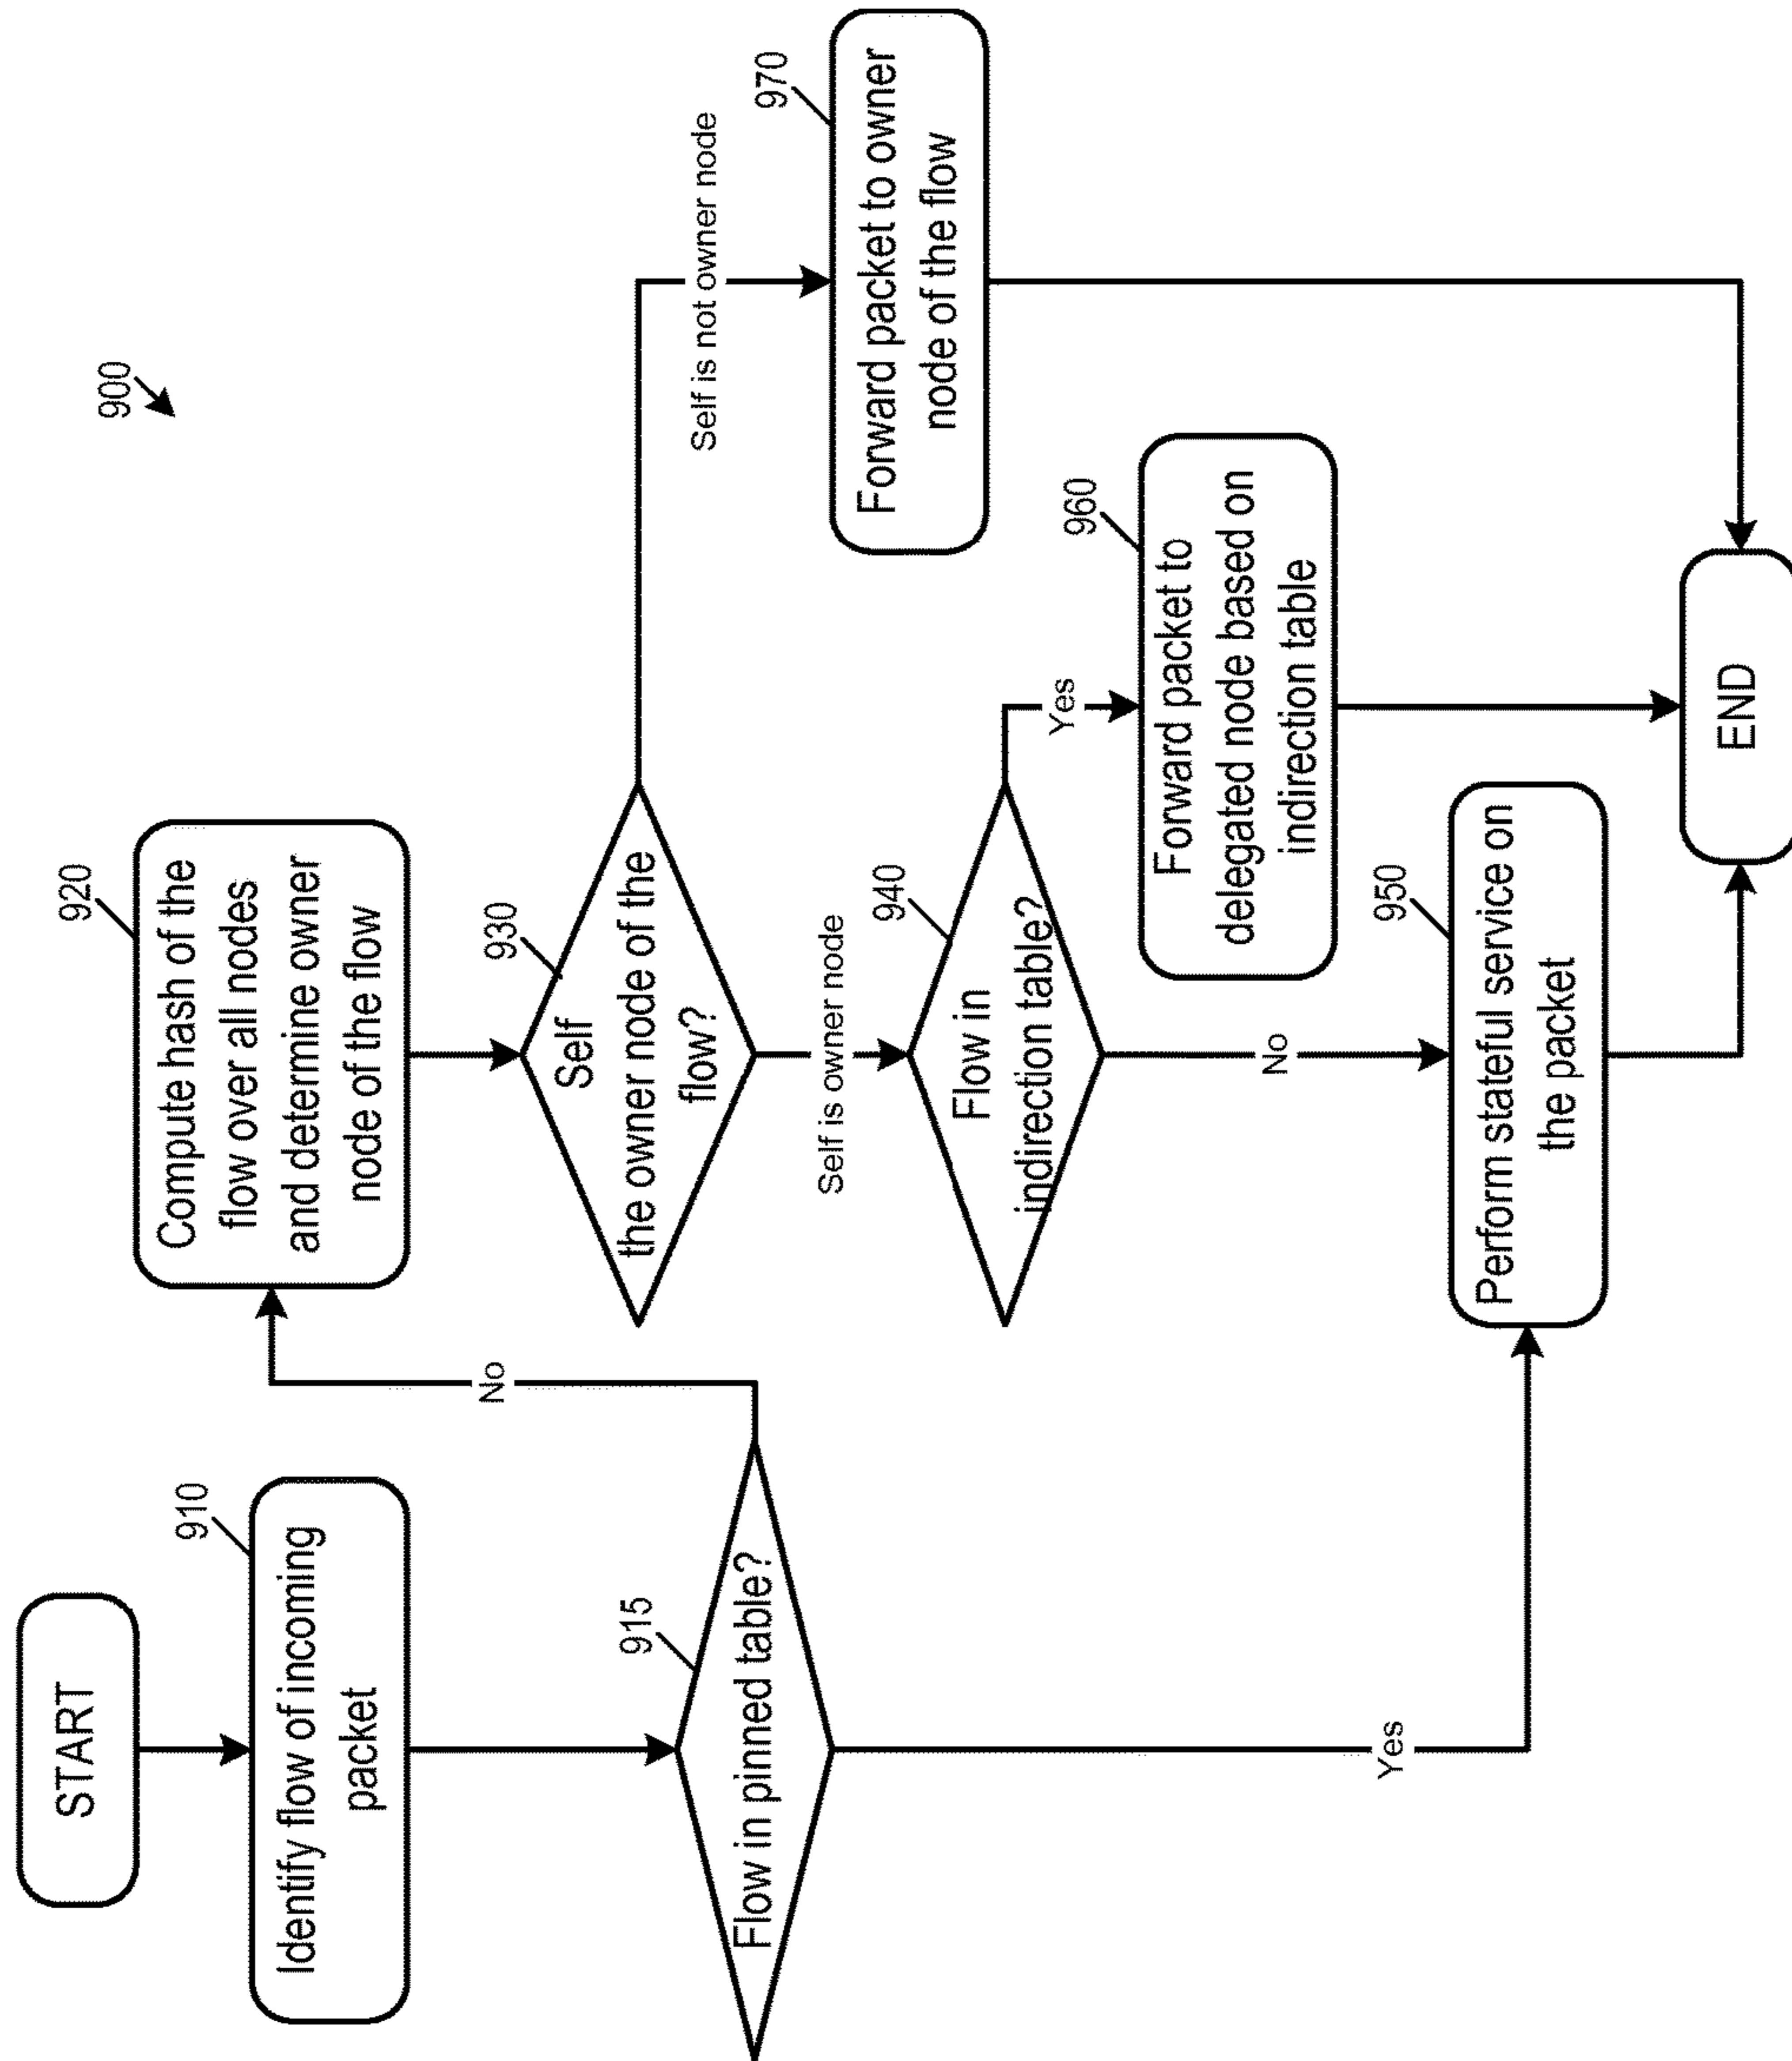 900
START
910
Identify flow of incoming
packet
915
Flow in pinned table?
No
Yes
920
Compute hash of the
flow over all nodes
and determine owner
node of the flow
930
Self
the owner node of the
flow?
Self is owner node
Self is not owner node
940
Flow in
indirection table?
No
Yes
950
Perform stateful service on
the packet
960
Forward packet to
delegated node based on
indirection table
970
Forward packet to owner
node of the flow
END